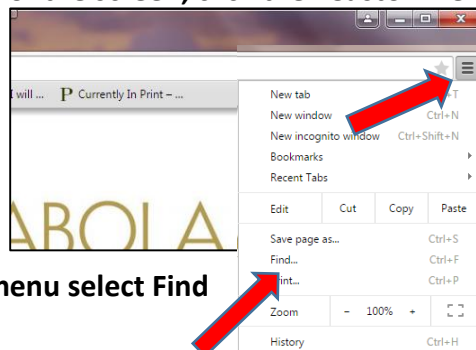 I will ... P Currently In Print – ...
New tab
New window Ctrl+N
New incognito window Ctrl+Shift+N
Bookmarks
Recent Tabs
Edit Cut Copy Paste
Save page as... Ctrl+S
Find... Ctrl+F
Ctrl+P
Zoom - 100% +
History Ctrl+H
ABOLA
menu select Find